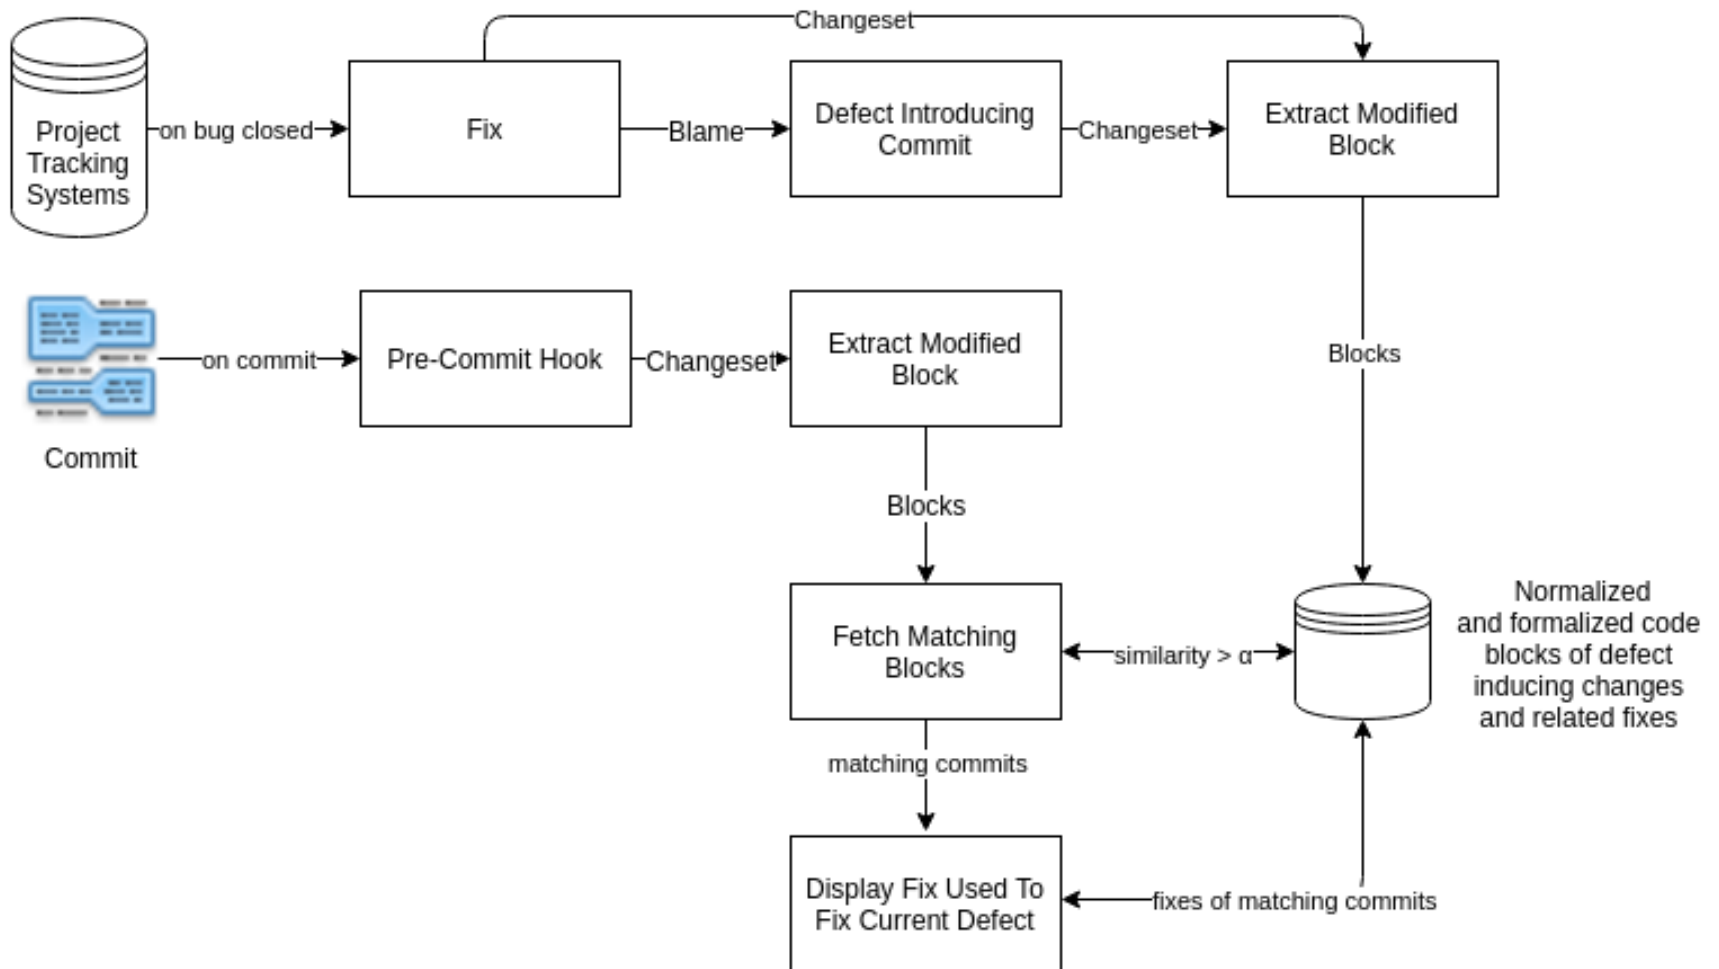 Changeset
Project
Tracking
Systems
on bug closed
Fix
Blame
Defect Introducing
Commit
Changeset
Extract Modified
Block
Commit
on commit
Pre-Commit Hook
Changeset
Extract Modified
Block
Blocks
Blocks
Fetch Matching
Blocks
similarity > α
Normalized
and formalized code
blocks of defect
inducing changes
and related fixes
matching commits
Display Fix Used To
Fix Current Defect
fixes of matching commits